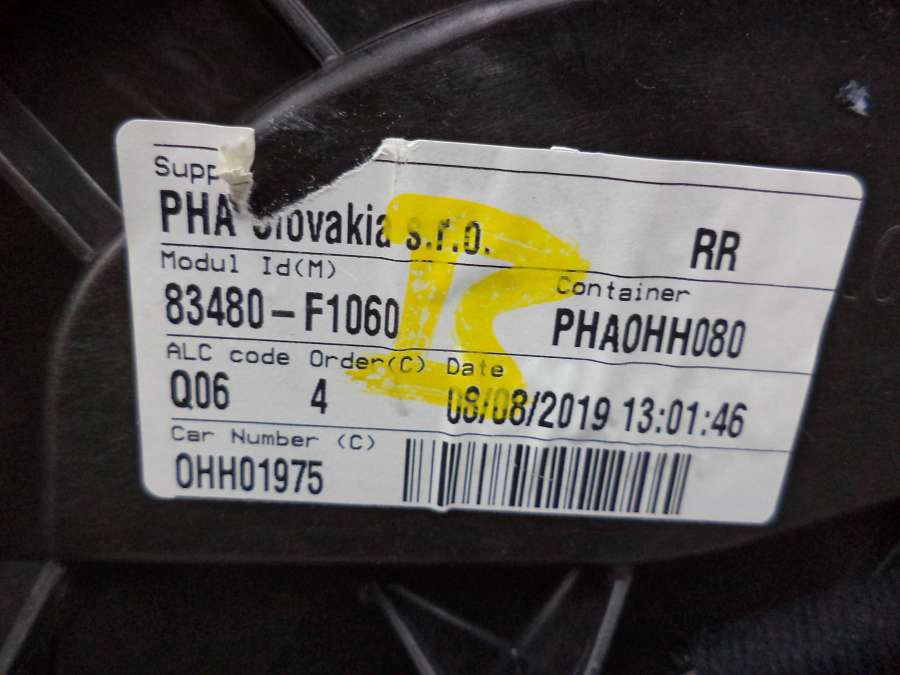 Supp
PHA Slovakia s.r.o. RR
Modul Id(M) Container
83480-F1060 PHA0HH080
ALC code Order(C) Date
Q06 4 08/08/2019 13:01:46
Car Number (C)
0HH01975